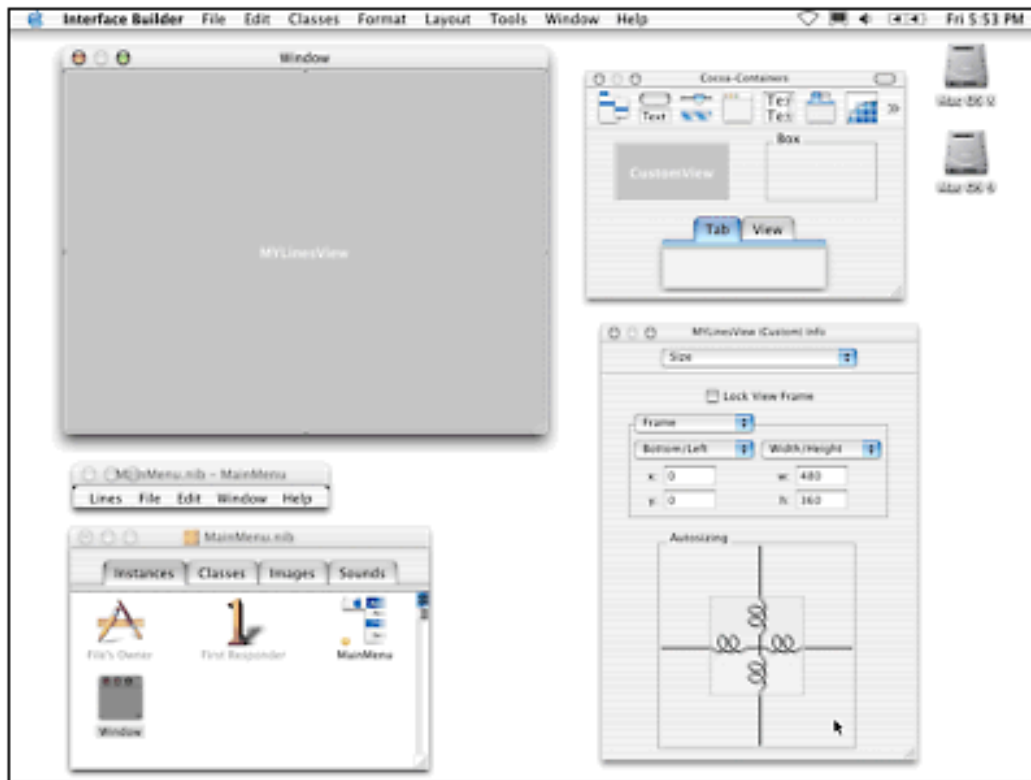 Interface Builder File Edit Classes Format Layout Tools Window Help Fri 5:53 PM
Window
MYLinesView
Cocoa-Containers
Text
CustomView
Box
Tab View
MYLinesView (Custom) Info
Size
Lock View Frame
Frame
Bottom/Left Width/Height
x: 0 w: 480
y: 0 h: 360
Autosizing
MainMenu.nib - MainMenu
Lines File Edit Window Help
MainMenu.nib
Instances Classes Images Sounds
File's Owner First Responder MainMenu
Window